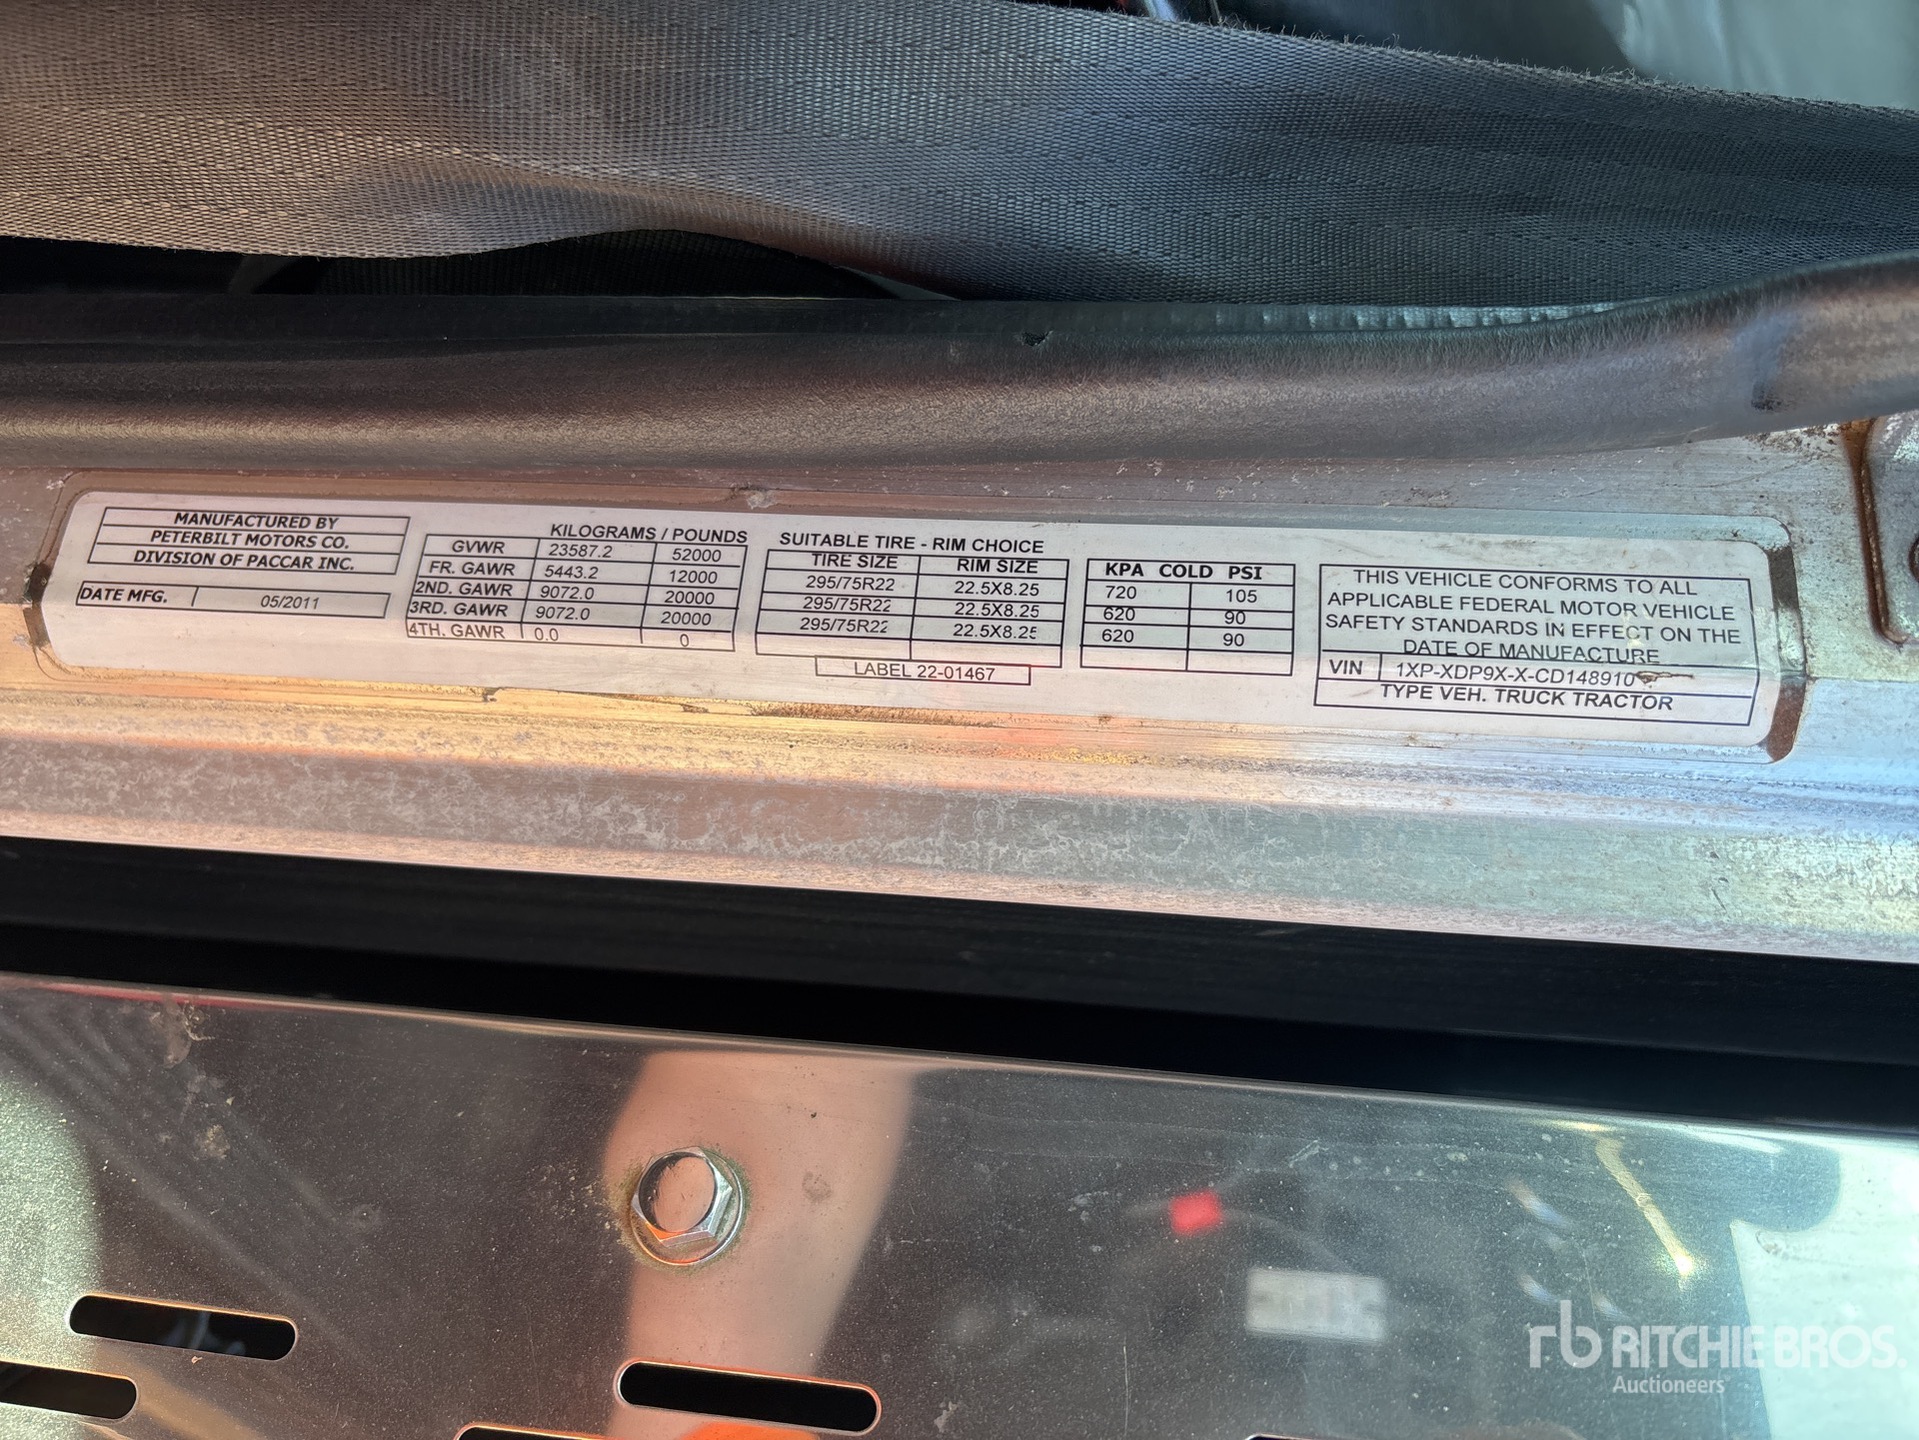 MANUFACTURED BY
PETERBILT MOTORS CO.
DIVISION OF PACCAR INC.
DATE MFG. 05/2011
KILOGRAMS / POUNDS
GVWR 23587.2 52000
FR. GAWR 5443.2 12000
2ND. GAWR 9072.0 20000
3RD. GAWR 9072.0 20000
4TH. GAWR 0.0 0
SUITABLE TIRE - RIM CHOICE
TIRE SIZE RIM SIZE
295/75R22 22.5X8.25
295/75R22 22.5X8.25
295/75R22 22.5X8.25
LABEL 22-01467
KPA COLD PSI
720 105
620 90
620 90
THIS VEHICLE CONFORMS TO ALL
APPLICABLE FEDERAL MOTOR VEHICLE
SAFETY STANDARDS IN EFFECT ON THE
DATE OF MANUFACTURE
VIN 1XP-XDP9X-X-CD148910
TYPE VEH. TRUCK TRACTOR
rb RITCHIE BROS.
Auctioneers